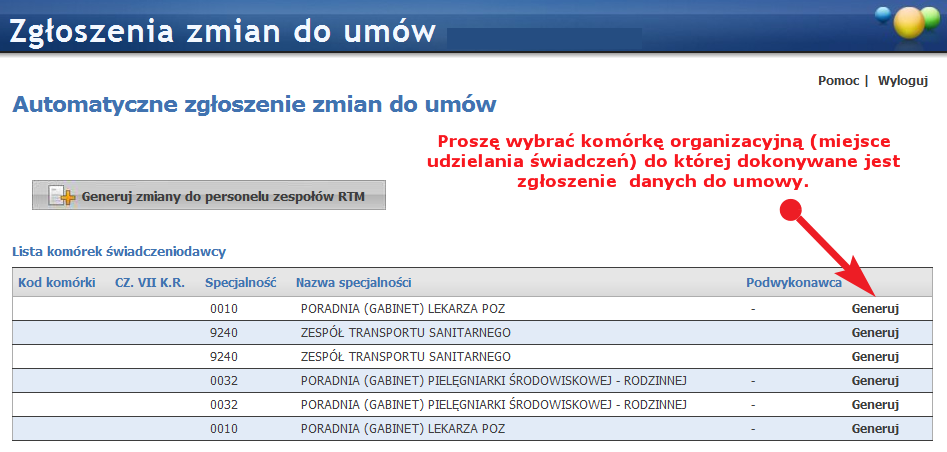 Zgłoszenia zmian do umów
Pomoc | Wyloguj
Automatyczne zgłoszenie zmian do umów
Proszę wybrać komórkę organizacyjną (miejsce
udzielania świadczeń) do której dokonywane jest
zgłoszenie danych do umowy.
Generuj zmiany do personelu zespołów RTM
Lista komórek świadczeniodawcy
Kod komórki CZ. VII K.R. Specjalność Nazwa specjalności Podwykonawca
0010 PORADNIA (GABINET) LEKARZA POZ - Generuj
9240 ZESPÓŁ TRANSPORTU SANITARNEGO Generuj
9240 ZESPÓŁ TRANSPORTU SANITARNEGO Generuj
0032 PORADNIA (GABINET) PIELĘGNIARKI ŚRODOWISKOWEJ - RODZINNEJ - Generuj
0032 PORADNIA (GABINET) PIELĘGNIARKI ŚRODOWISKOWEJ - RODZINNEJ - Generuj
0010 PORADNIA (GABINET) LEKARZA POZ - Generuj